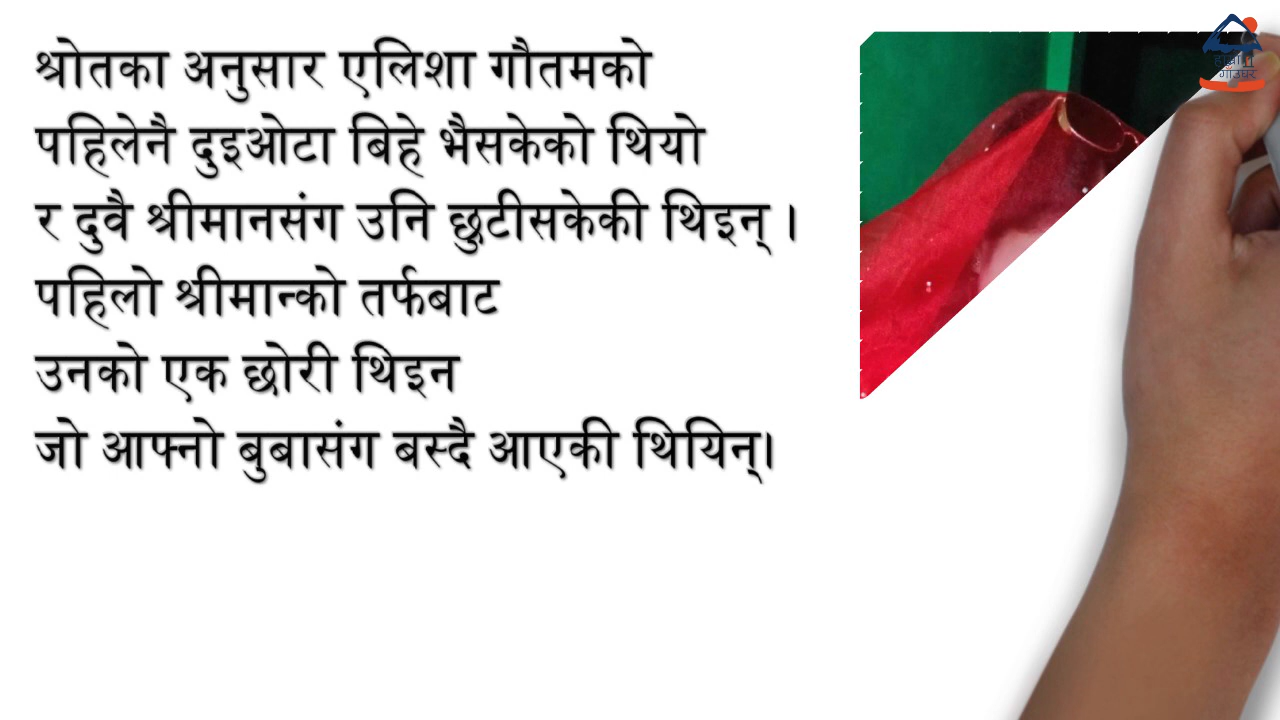 श्रोतका अनुसार एलिशा गौतमको
पहिलेनै दुइओटा बिहे भैसकेको थियो
र दुवै श्रीमानसंग उनि छुटीसकेकी थिइन् ।
पहिलो श्रीमान्को तर्फबाट
उनको एक छोरी थिइन
जो आफ्नो बुबासंग बस्दै आएकी थियिन्।
गाँउघर